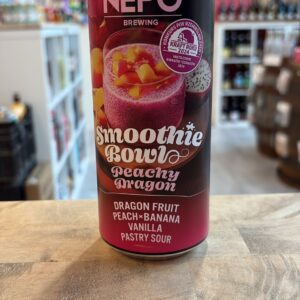 NEPO
BREWING
Smoothie
Bowl
Peachy
Dragon
DRAGON FRUIT
PEACH×BANANA
VANILLA
PASTRY SOUR